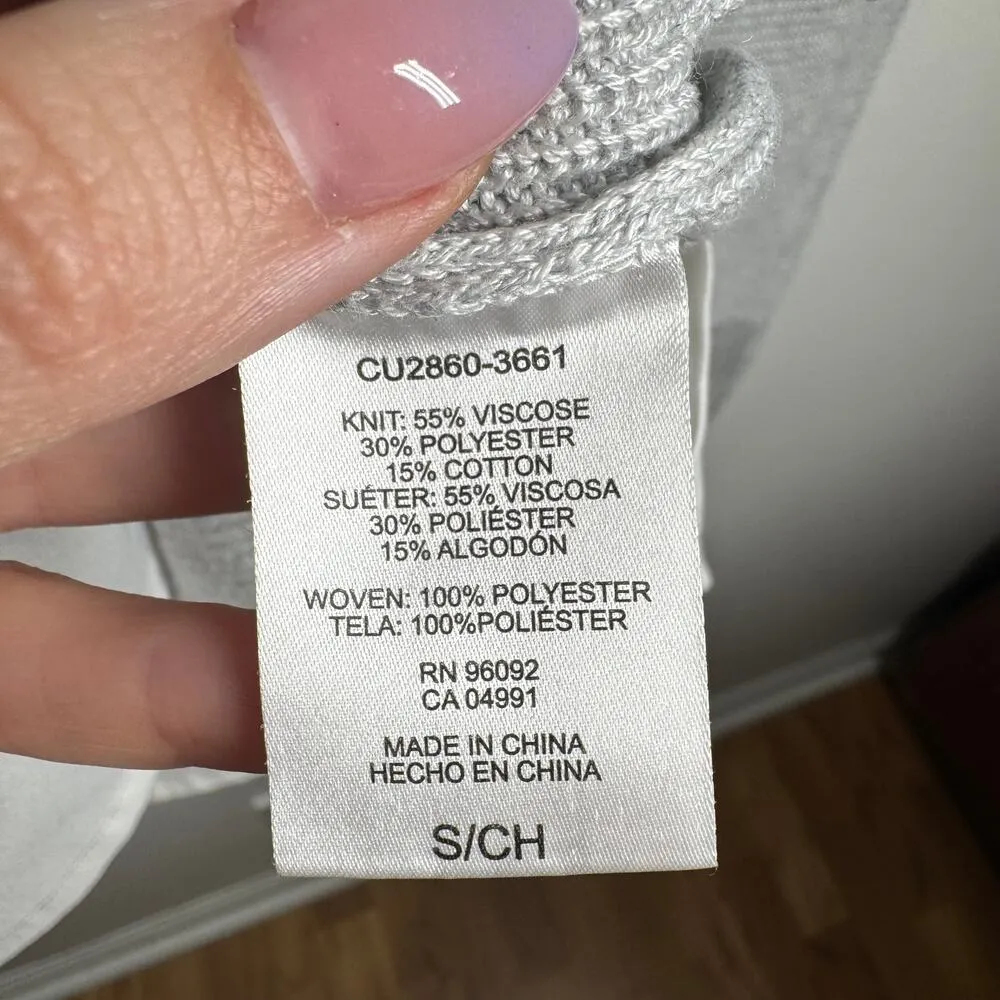 CU2860-3661
KNIT: 55% VISCOSE
30% POLYESTER
15% COTTON
SUÉTER: 55% VISCOSA
30% POLIÉSTER
15% ALGODÓN
WOVEN: 100% POLYESTER
TELA: 100%POLIÉSTER
RN 96092
CA 04991
MADE IN CHINA
HECHO EN CHINA
S/CH